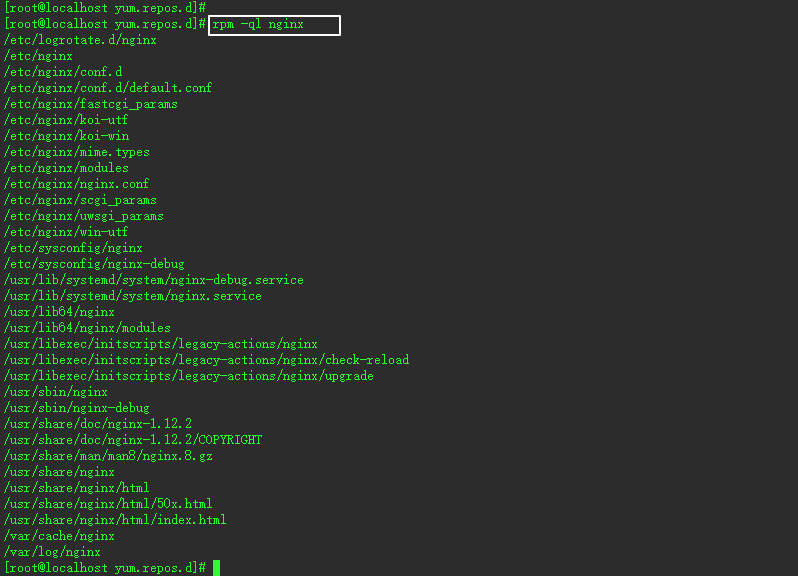 [root@localhost yum.repos.d]#
[root@localhost yum.repos.d]# rpm -ql nginx
/etc/logrotate.d/nginx
/etc/nginx
/etc/nginx/conf.d
/etc/nginx/conf.d/default.conf
/etc/nginx/fastcgi_params
/etc/nginx/koi-utf
/etc/nginx/koi-win
/etc/nginx/mime.types
/etc/nginx/modules
/etc/nginx/nginx.conf
/etc/nginx/scgi_params
/etc/nginx/uwsgi_params
/etc/nginx/win-utf
/etc/sysconfig/nginx
/etc/sysconfig/nginx-debug
/usr/lib/systemd/system/nginx-debug.service
/usr/lib/systemd/system/nginx.service
/usr/lib64/nginx
/usr/lib64/nginx/modules
/usr/libexec/initscripts/legacy-actions/nginx
/usr/libexec/initscripts/legacy-actions/nginx/check-reload
/usr/libexec/initscripts/legacy-actions/nginx/upgrade
/usr/sbin/nginx
/usr/sbin/nginx-debug
/usr/share/doc/nginx-1.12.2
/usr/share/doc/nginx-1.12.2/COPYRIGHT
/usr/share/man/man8/nginx.8.gz
/usr/share/nginx
/usr/share/nginx/html
/usr/share/nginx/html/50x.html
/usr/share/nginx/html/index.html
/var/cache/nginx
/var/log/nginx
[root@localhost yum.repos.d]#